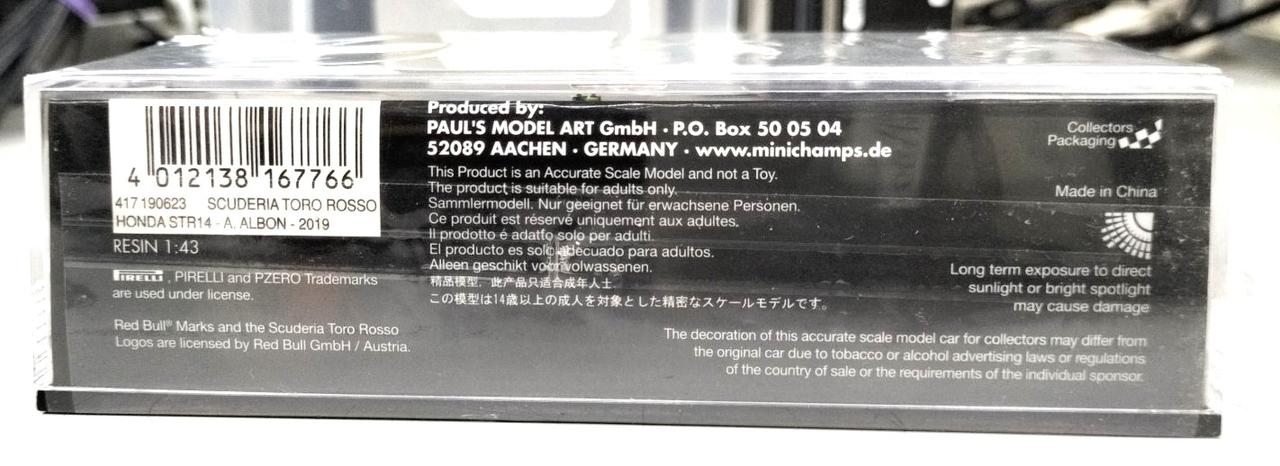 4 012138 167766
417190623 SCUDERIA TORO ROSSO
HONDA STR14 - A. ALBON - 2019
RESIN 1:43
PIRELLI, PIRELLI and PZERO Trademarks
are used under license.
Red Bull® Marks and the Scuderia Toro Rosso
Logos are licensed by Red Bull GmbH / Austria.
Produced by:
PAUL'S MODEL ART GmbH · P.O. Box 50 05 04
52089 AACHEN · GERMANY · www.minichamps.de
This Product is an Accurate Scale Model and not a Toy.
The product is suitable for adults only.
Sammlermodell. Nur geeignet für erwachsene Personen.
Ce produit est réservé uniquement aux adultes.
Il prodotto é adatto solo per adulti.
El producto es solo adecuado para adultos.
Alleen geschikt voor volwassenen.
精品模型，此产品只适合成年人士.
この模型は14歳以上の成人を対象とした精密なスケールモデルです。
Collectors
Packaging
Made in China
Long term exposure to direct
sunlight or bright spotlight
may cause damage
The decoration of this accurate scale model car for collectors may differ from
the original car due to tobacco or alcohol advertising laws or regulations
of the country of sale or the requirements of the individual sponsor.